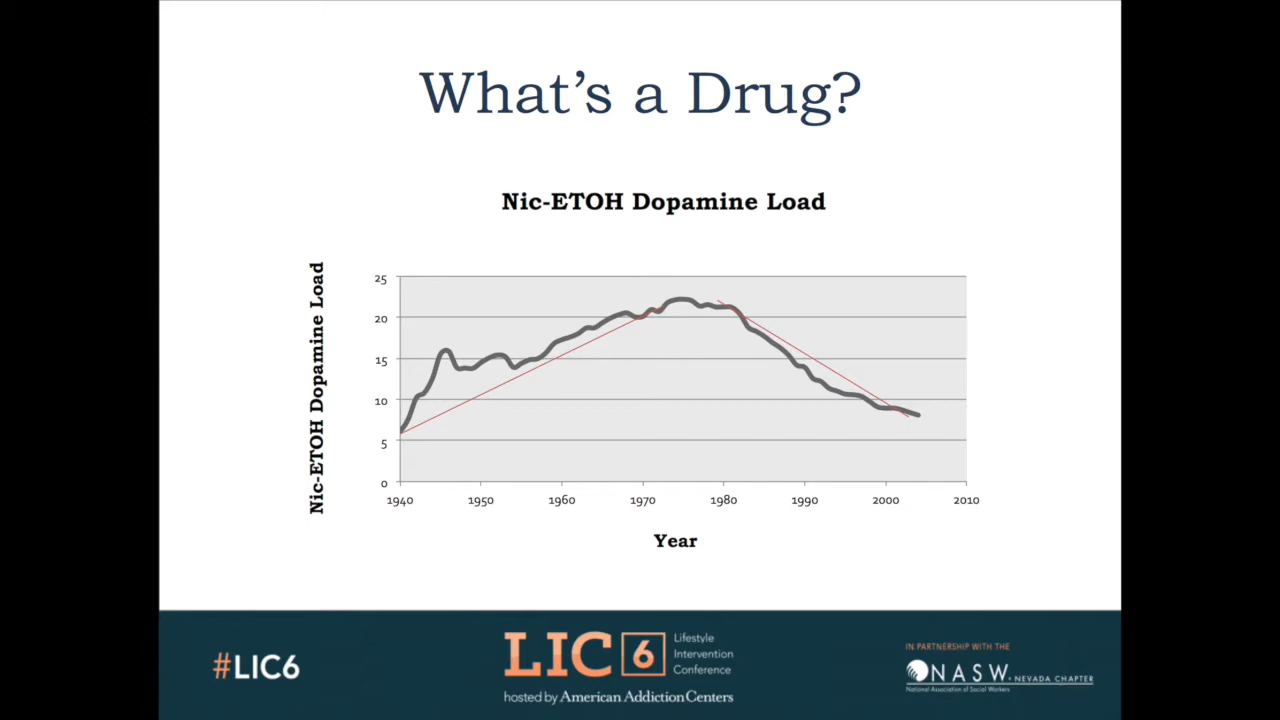 What's a Drug?
Nic-ETOH Dopamine Load
Nic-ETOH Dopamine Load
25
20
15
10
5
0
1940 1950 1960 1970 1980 1990 2000 2010
Year
#LIC6
LIC 6
Lifestyle
Intervention
Conference
hosted by American Addiction Centers
IN PARTNERSHIP WITH THE
NASW, NEVADA CHAPTER
National Association of Social Workers